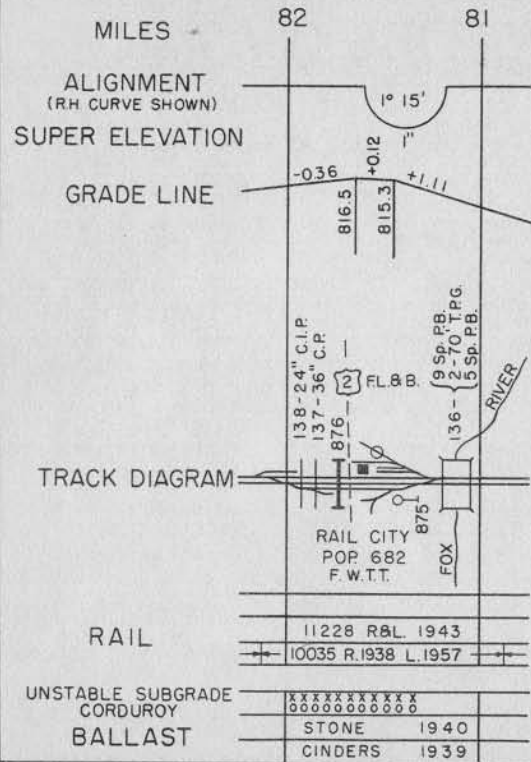 MILES 82 81
ALIGNMENT
(R.H. CURVE SHOWN)
1° 15'
SUPER ELEVATION 1"
GRADE LINE -0.36 +0.12 +1.11
816.5 815.3
138-24" C.I.P.
137-36" C.P.
876
2 FL.& B.
136- 9 Sp. P.B.
2-70' T.P.G.
5 Sp. P.B.
RIVER
TRACK DIAGRAM
875
FOX
RAIL CITY
POP. 682
F. W.T.T.
RAIL
11228 R&L. 1943
10035 R.1938 L.1957
UNSTABLE SUBGRADE XXXXXXXXXXX
CORDUROY OOOOOOOOOOO
BALLAST
STONE 1940
CINDERS 1939